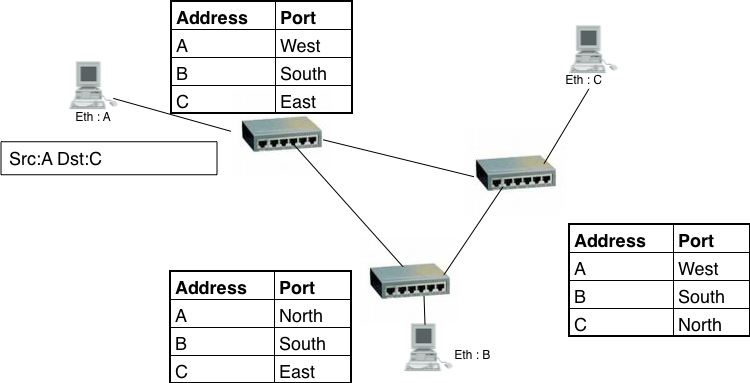 Address Port
A West
B South
C East
Eth : A
Eth : C
Src:A Dst:C
Address Port
A West
B South
C North
Address Port
A North
B South
C East
Eth : B